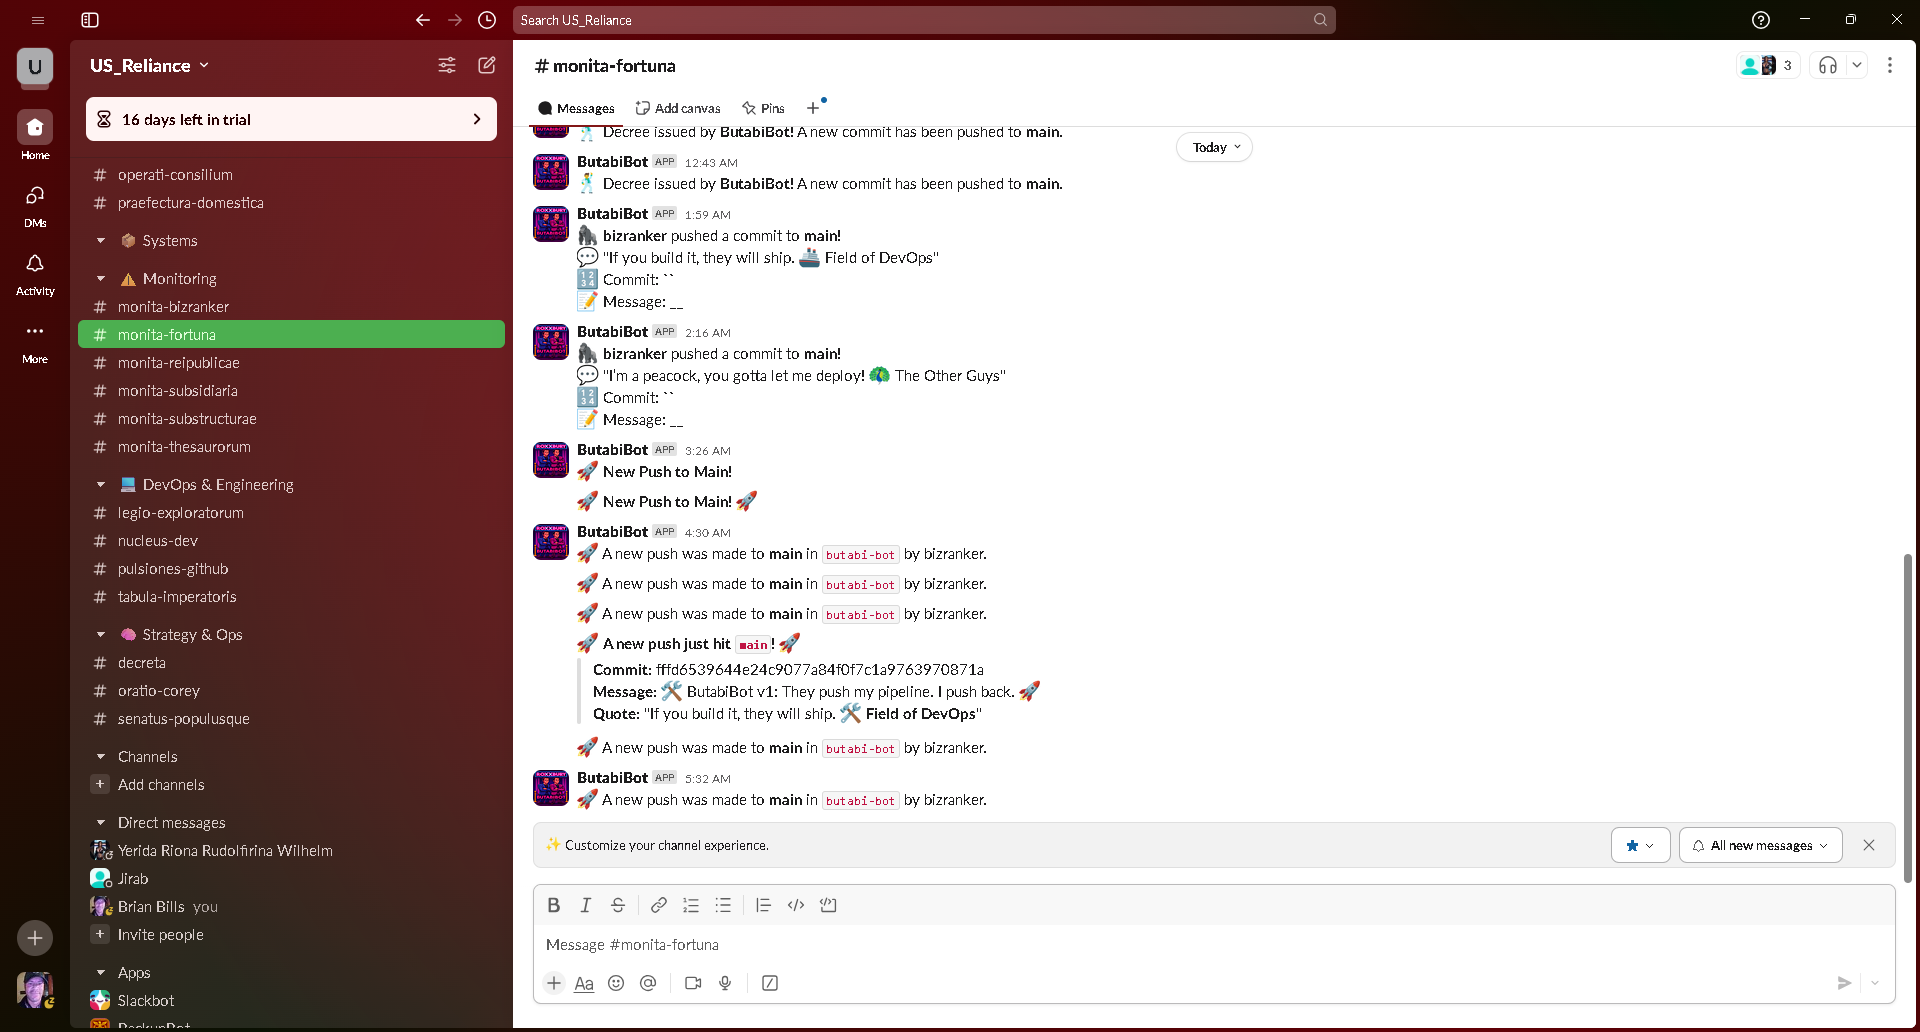 Search US_Reliance
U
US_Reliance
16 days left in trial
Home
DMs
Activity
More
# operati-consilium
# praefectura-domestica
Systems
Monitoring
# monita-bizranker
# monita-fortuna
# monita-reipublicae
# monita-subsidiaria
# monita-substructurae
# monita-thesaurorum
DevOps & Engineering
# legio-exploratorum
# nucleus-dev
# pulsiones-github
# tabula-imperatoris
Strategy & Ops
# decreta
# oratio-corey
# senatus-populusque
Channels
+ Add channels
Direct messages
Yerida Riona Rudolfirina Wilhelm
Jirab
Brian Bills you
+ Invite people
Apps
Slackbot
# monita-fortuna
3
Messages Add canvas Pins +
🕺 Decree issued by ButabiBot! A new commit has been pushed to main.
Today
ButabiBot APP 12:43 AM
🕺 Decree issued by ButabiBot! A new commit has been pushed to main.
ButabiBot APP 1:59 AM
🦍 bizranker pushed a commit to main!
💬 "If you build it, they will ship. 🚢 Field of DevOps"
🔢 Commit: ``
📝 Message: __
ButabiBot APP 2:16 AM
🦍 bizranker pushed a commit to main!
💬 "I'm a peacock, you gotta let me deploy! 🦚 The Other Guys"
🔢 Commit: ``
📝 Message: __
ButabiBot APP 3:26 AM
🚀 New Push to Main!
🚀 New Push to Main! 🚀
ButabiBot APP 4:30 AM
🚀 A new push was made to main in butabi-bot by bizranker.
🚀 A new push was made to main in butabi-bot by bizranker.
🚀 A new push was made to main in butabi-bot by bizranker.
🚀 A new push just hit main! 🚀
Commit: fffd6539644e24c9077a84f0f7c1a9763970871a
Message: 🛠️ ButabiBot v1: They push my pipeline. I push back. 🚀
Quote: "If you build it, they will ship. 🛠️ Field of DevOps"
🚀 A new push was made to main in butabi-bot by bizranker.
ButabiBot APP 5:32 AM
🚀 A new push was made to main in butabi-bot by bizranker.
✨ Customize your channel experience.
All new messages
B I S
Message #monita-fortuna
+ Aa